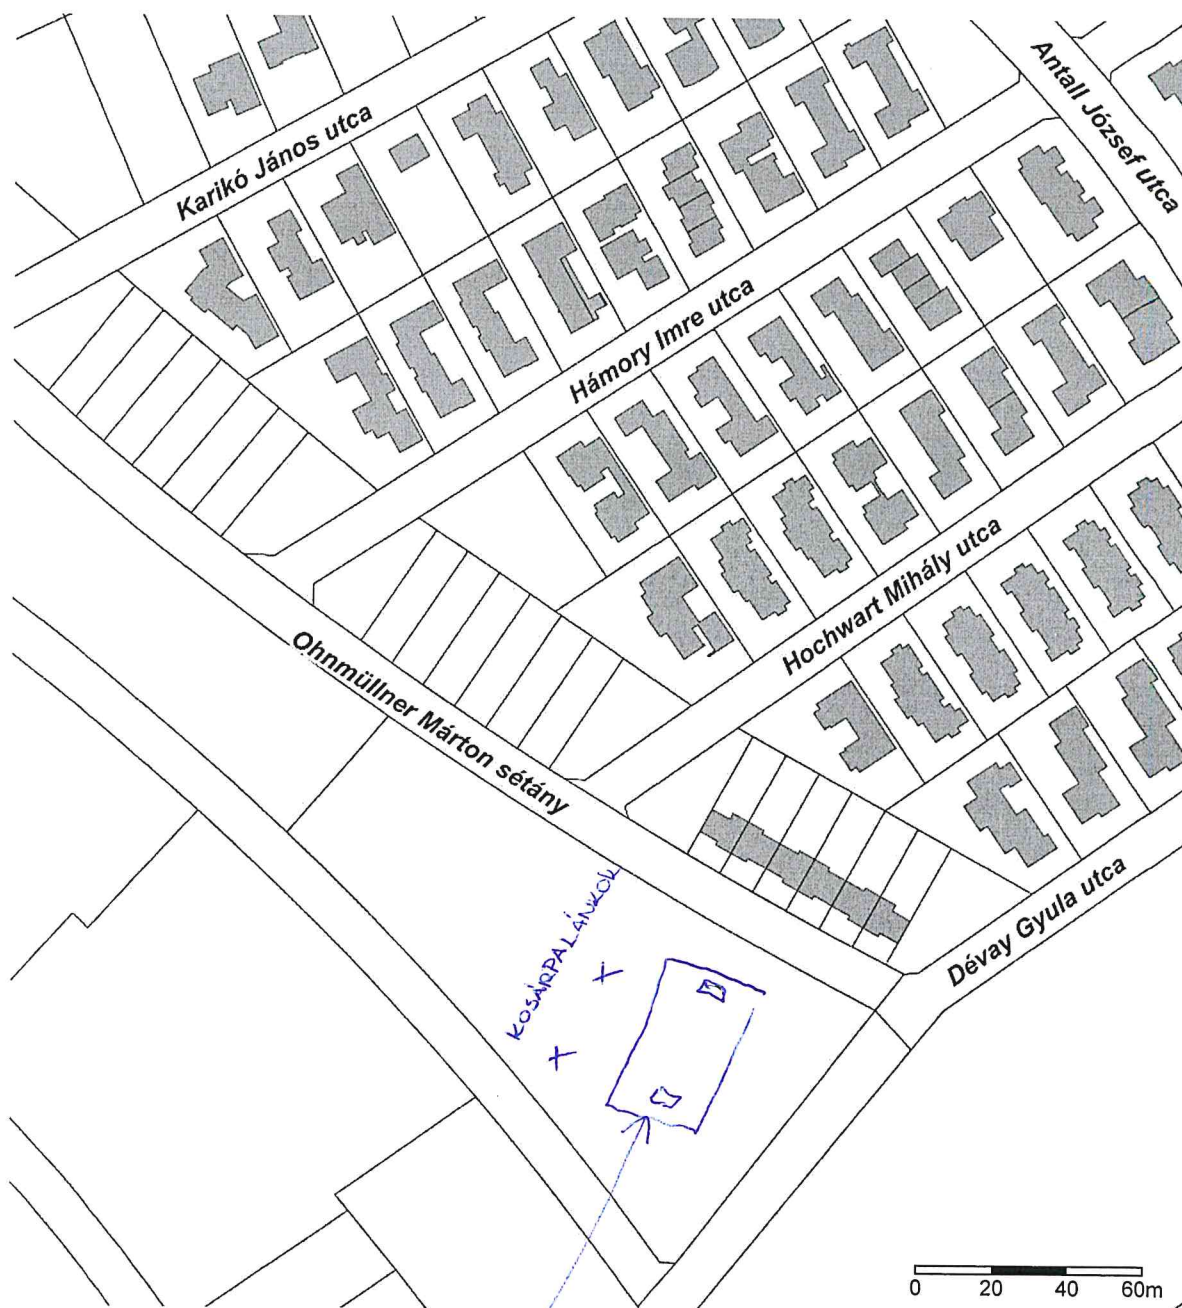 Antall József utca
Karikó János utca
Hámory Imre utca
Hochwart Mihály utca
Ohnmüllner Márton sétány
Dévay Gyula utca
KOSÁRPALÁNKOK
0 20 40 60m